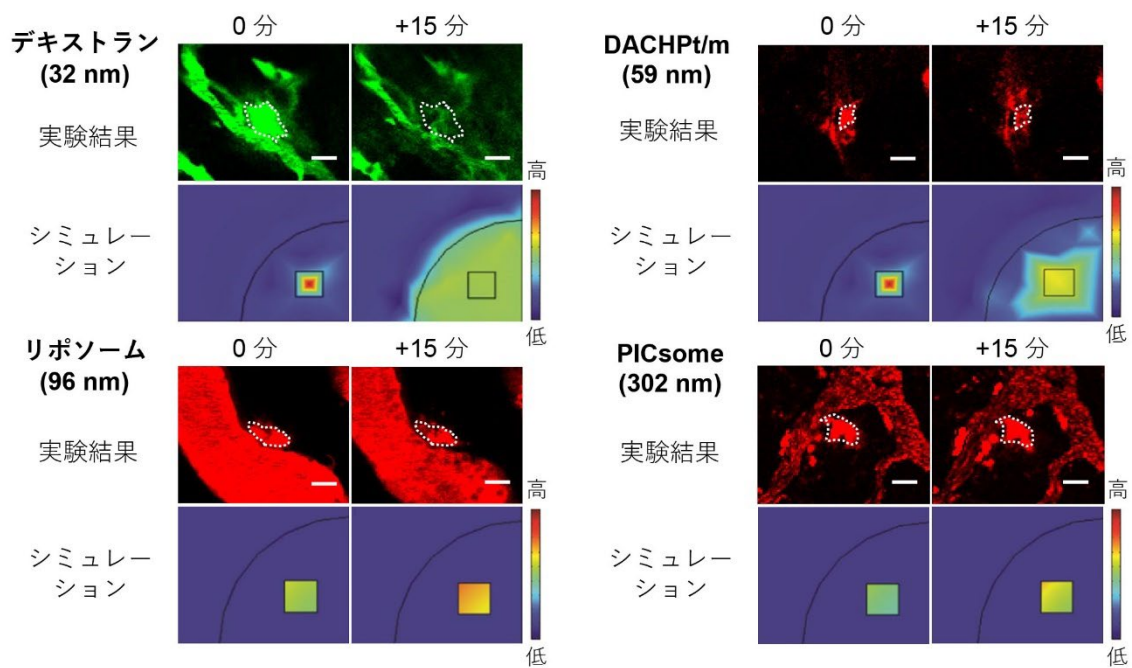 デキストラン
(32 nm)
0 分
+15 分
実験結果
シミュレー
ション
高
低
DACHPt/m
(59 nm)
0 分
+15 分
実験結果
シミュレー
ション
高
低
リポソーム
(96 nm)
0 分
+15 分
実験結果
シミュレー
ション
高
低
PICsome
(302 nm)
0 分
+15 分
実験結果
シミュレー
ション
高
低